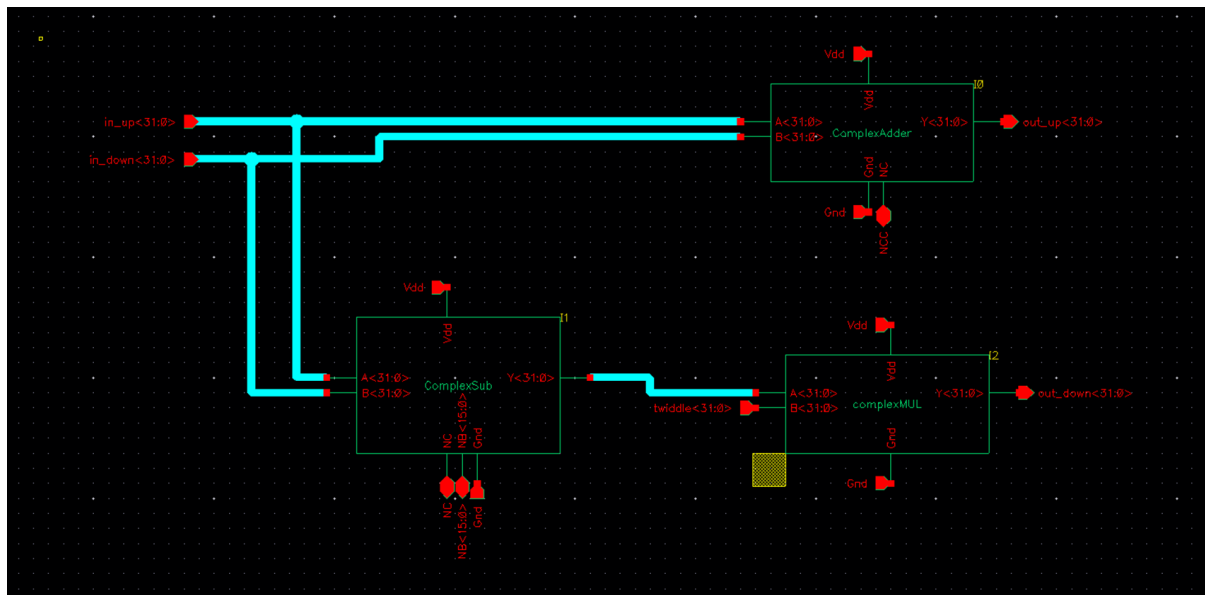 Vdd
I0
Vdd
in_up<31:0>
A<31:0>
Y<31:0>
out_up<31:0>
ComplexAdder
B<31:0>
in_down<31:0>
Gnd
NC
Gnd
NCC
Vdd
I1
Vdd
Vdd
Vdd
I2
A<31:0>
Y<31:0>
ComplexSub
B<31:0>
A<31:0>
Y<31:0>
out_down<31:0>
twiddle<31:0>
B<31:0>
complexMUL
NC
NB<15:0>
Gnd
Gnd
Gnd
NC
NB<15:0>
Gnd